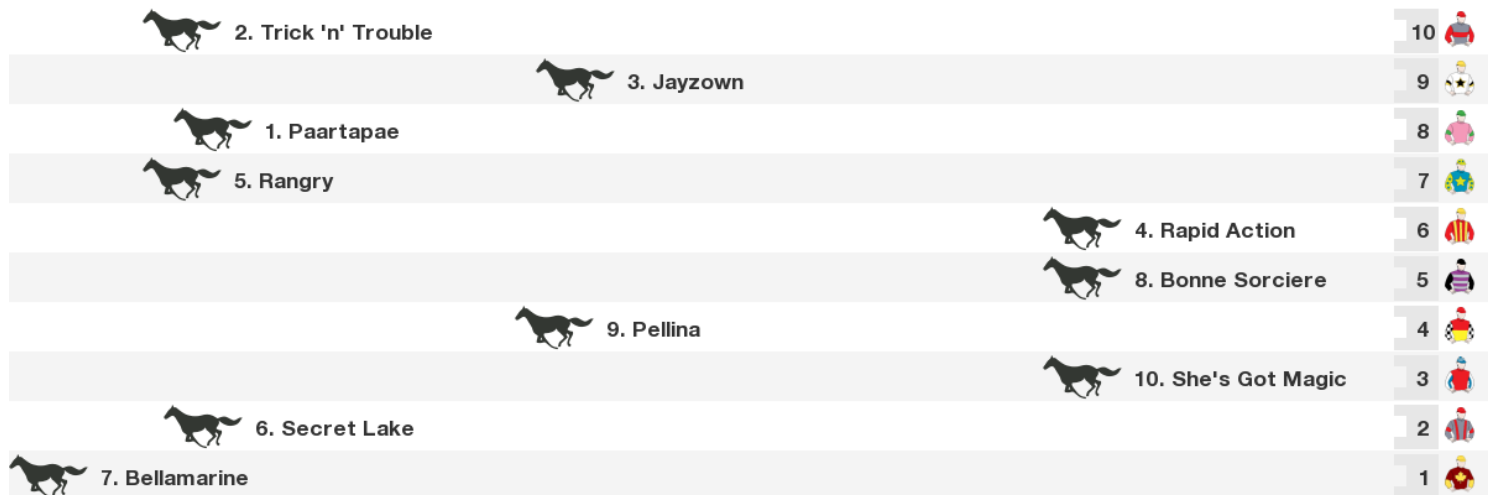 2. Trick 'n' Trouble 10
3. Jayzown 9
1. Paartapae 8
5. Rangry 7
4. Rapid Action 6
8. Bonne Sorciere 5
9. Pellina 4
10. She's Got Magic 3
6. Secret Lake 2
7. Bellamarine 1